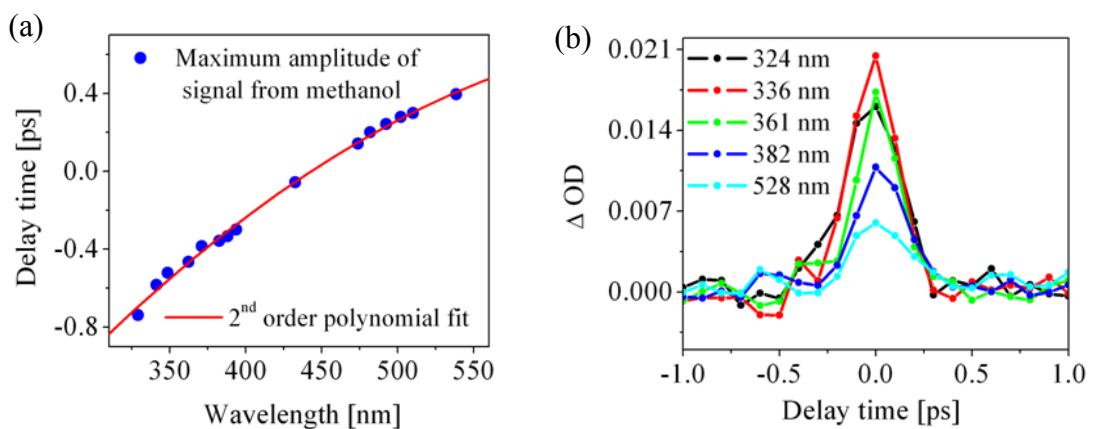 (a)
Maximum amplitude of
signal from methanol
2nd order polynomial fit
Delay time [ps]
0.4
0.0
-0.4
-0.8
350
400
450
500
550
Wavelength [nm]
(b)
324 nm
336 nm
361 nm
382 nm
528 nm
Δ OD
0.021
0.014
0.007
0.000
-1.0
-0.5
0.0
0.5
1.0
Delay time [ps]